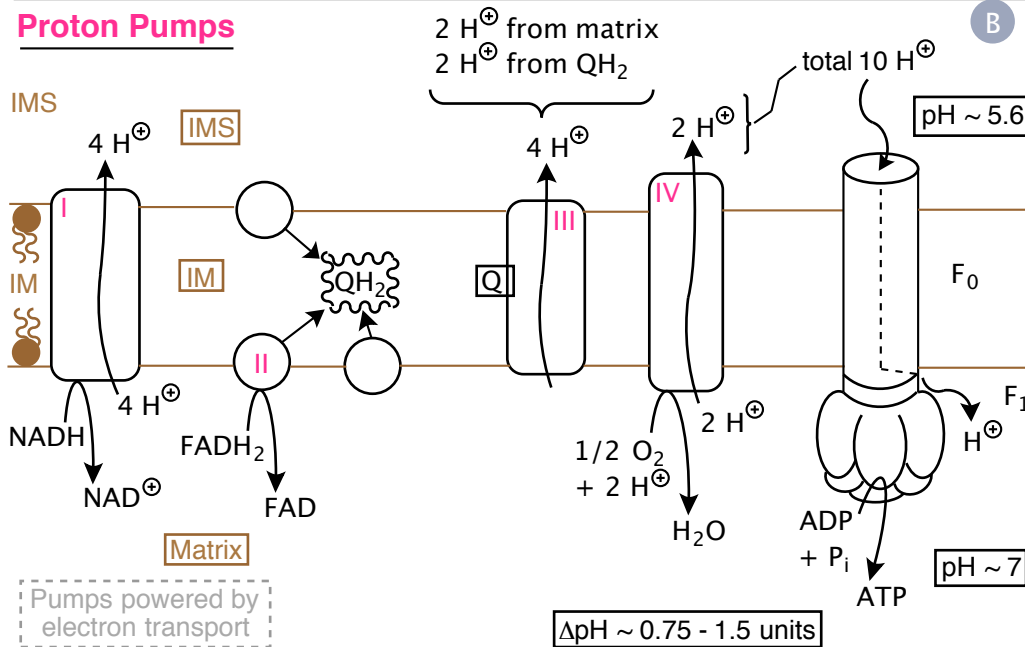 Proton Pumps
B
2 H⊕ from matrix
2 H⊕ from QH₂
total 10 H⊕
IMS
IMS
4 H⊕
4 H⊕
2 H⊕
pH ~ 5.6
I
III
IV
IM
IM
QH₂
Q
F₀
II
4 H⊕
2 H⊕
F₁
NADH
FADH₂
1/2 O₂
+ 2 H⊕
H⊕
NAD⊕
FAD
H₂O
ADP
+ Pᵢ
Matrix
pH ~ 7
ATP
Pumps powered by
electron transport
ΔpH ~ 0.75 - 1.5 units